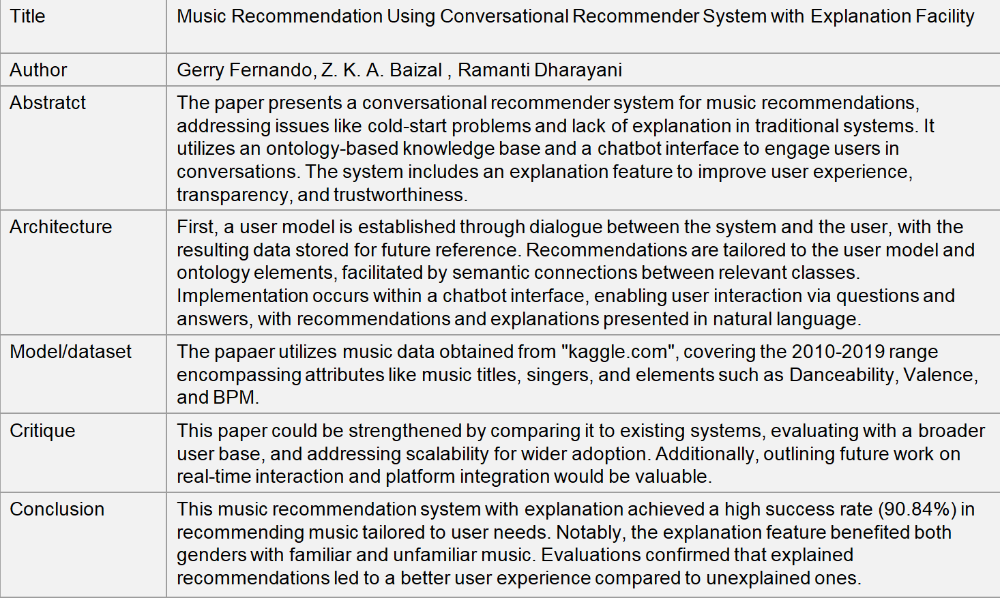 Title
Music Recommendation Using Conversational Recommender System with Explanation Facility
Author
Gerry Fernando, Z. K. A. Baizal , Ramanti Dharayani
Abstratct
The paper presents a conversational recommender system for music recommendations,
addressing issues like cold-start problems and lack of explanation in traditional systems. It
utilizes an ontology-based knowledge base and a chatbot interface to engage users in
conversations. The system includes an explanation feature to improve user experience,
transparency, and trustworthiness.
Architecture
First, a user model is established through dialogue between the system and the user, with the
resulting data stored for future reference. Recommendations are tailored to the user model and
ontology elements, facilitated by semantic connections between relevant classes.
Implementation occurs within a chatbot interface, enabling user interaction via questions and
answers, with recommendations and explanations presented in natural language.
Model/dataset
The papaer utilizes music data obtained from "kaggle.com", covering the 2010-2019 range
encompassing attributes like music titles, singers, and elements such as Danceability, Valence,
and BPM.
Critique
This paper could be strengthened by comparing it to existing systems, evaluating with a broader
user base, and addressing scalability for wider adoption. Additionally, outlining future work on
real-time interaction and platform integration would be valuable.
Conclusion
This music recommendation system with explanation achieved a high success rate (90.84%) in
recommending music tailored to user needs. Notably, the explanation feature benefited both
genders with familiar and unfamiliar music. Evaluations confirmed that explained
recommendations led to a better user experience compared to unexplained ones.